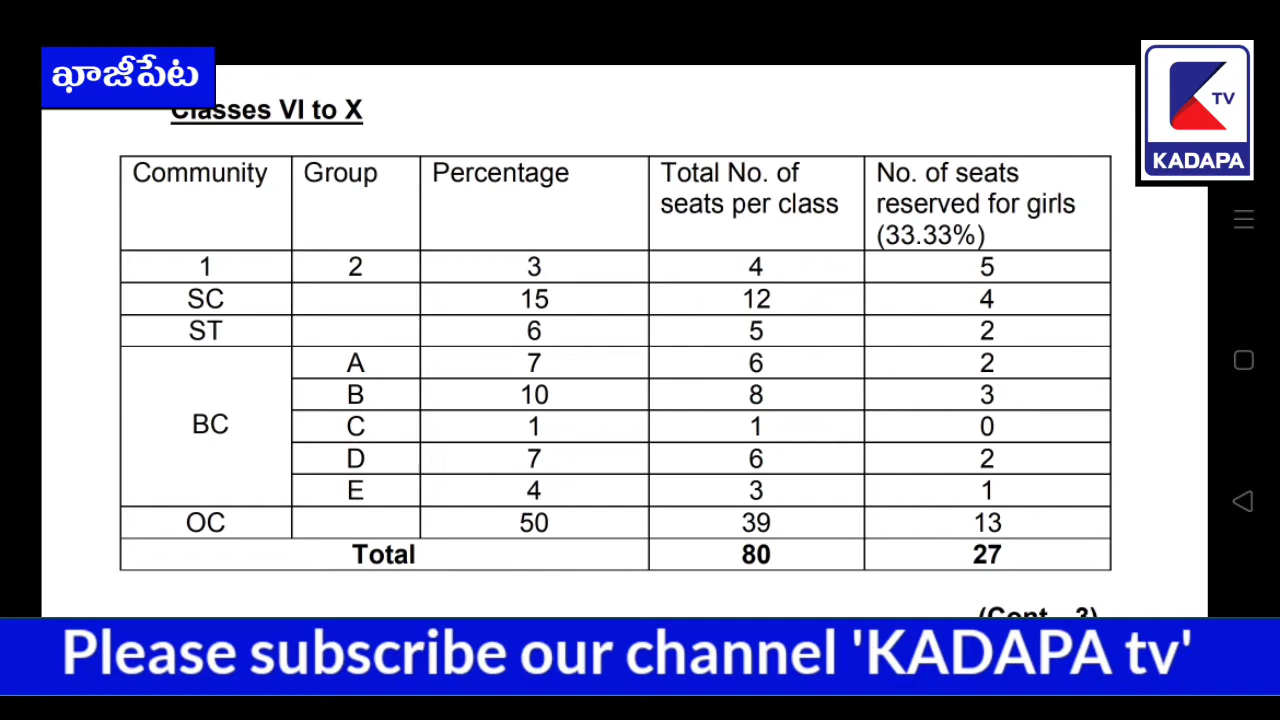 ఖాజీపేట
Classes VI to X
TV
KADAPA
Community Group Percentage Total No. of seats per class No. of seats reserved for girls (33.33%)
1 2 3 4 5
SC 15 12 4
ST 6 5 2
BC A 7 6 2
B 10 8 3
C 1 1 0
D 7 6 2
E 4 3 1
OC 50 39 13
Total 80 27
(Cont...3)
Please subscribe our channel 'KADAPA tv'